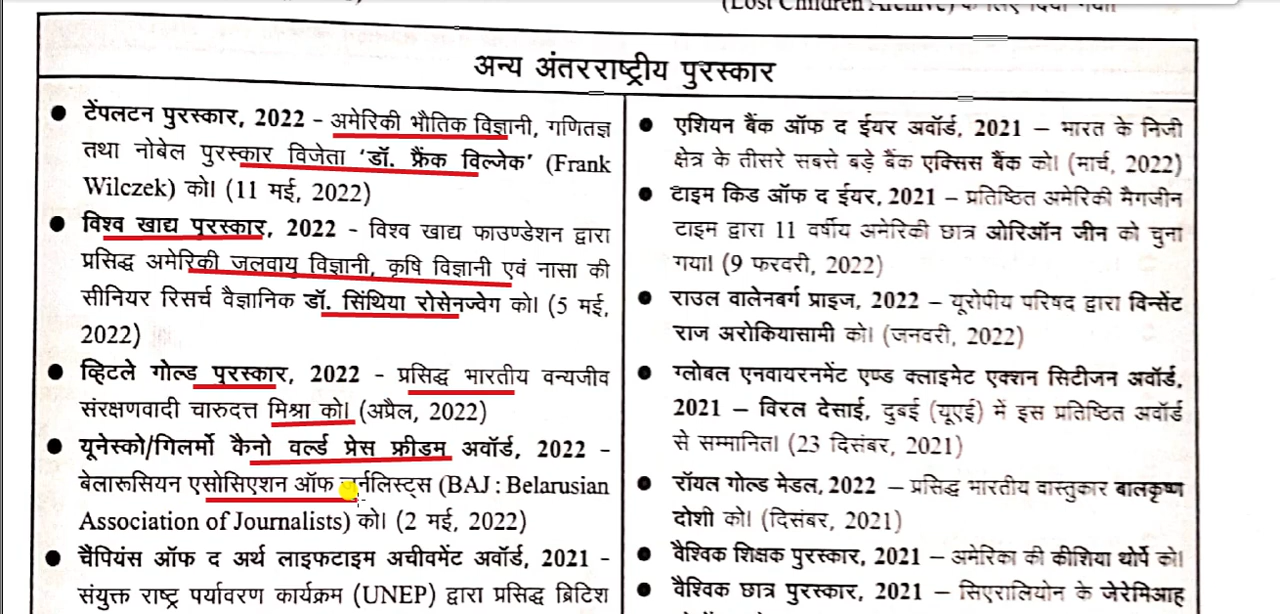 (Lost Children Archive) के लिए दिया गया।
अन्य अंतरराष्ट्रीय पुरस्कार
● टेंपलटन पुरस्कार, 2022 - अमेरिकी भौतिक विज्ञानी, गणितज्ञ
तथा नोबेल पुरस्कार विजेता ‘डॉ. फ्रैंक विल्जेक’ (Frank
Wilczek) को। (11 मई, 2022)
● विश्व खाद्य पुरस्कार, 2022 - विश्व खाद्य फाउण्डेशन द्वारा
प्रसिद्ध अमेरिकी जलवायु विज्ञानी, कृषि विज्ञानी एवं नासा की
सीनियर रिसर्च वैज्ञानिक डॉ. सिंथिया रोसेनज्वेग को। (5 मई,
2022)
● व्हिटले गोल्ड पुरस्कार, 2022 - प्रसिद्ध भारतीय वन्यजीव
संरक्षणवादी चारुदत्त मिश्रा को। (अप्रैल, 2022)
● यूनेस्को/गिलर्मो कैनो वर्ल्ड प्रेस फ्रीडम अवॉर्ड, 2022 -
बेलारूसियन एसोसिएशन ऑफ जर्नलिस्ट्स (BAJ : Belarusian
Association of Journalists) को। (2 मई, 2022)
● चैंपियंस ऑफ द अर्थ लाइफटाइम अचीवमेंट अवॉर्ड, 2021 -
संयुक्त राष्ट्र पर्यावरण कार्यक्रम (UNEP) द्वारा प्रसिद्ध ब्रिटिश
● एशियन बैंक ऑफ द ईयर अवॉर्ड, 2021 – भारत के निजी
क्षेत्र के तीसरे सबसे बड़े बैंक एक्सिस बैंक को। (मार्च, 2022)
● टाइम किड ऑफ द ईयर, 2021 – प्रतिष्ठित अमेरिकी मैगजीन
टाइम द्वारा 11 वर्षीय अमेरिकी छात्र ओरिऑन जीन को चुना
गया। (9 फरवरी, 2022)
● राउल वालेनबर्ग प्राइज, 2022 – यूरोपीय परिषद द्वारा विन्सेंट
राज अरोकियासामी को। (जनवरी, 2022)
● ग्लोबल एनवायरनमेंट एण्ड क्लाइमेट एक्शन सिटीजन अवॉर्ड,
2021 – विरल देसाई, दुबई (यूएई) में इस प्रतिष्ठित अवॉर्ड
से सम्मानित। (23 दिसंबर, 2021)
● रॉयल गोल्ड मेडल, 2022 – प्रसिद्ध भारतीय वास्तुकार बालकृष्ण
दोशी को। (दिसंबर, 2021)
● वैश्विक शिक्षक पुरस्कार, 2021 – अमेरिका की कीशिया थोर्पे को।
● वैश्विक छात्र पुरस्कार, 2021 – सिएरालियोन के जेरेमिआह